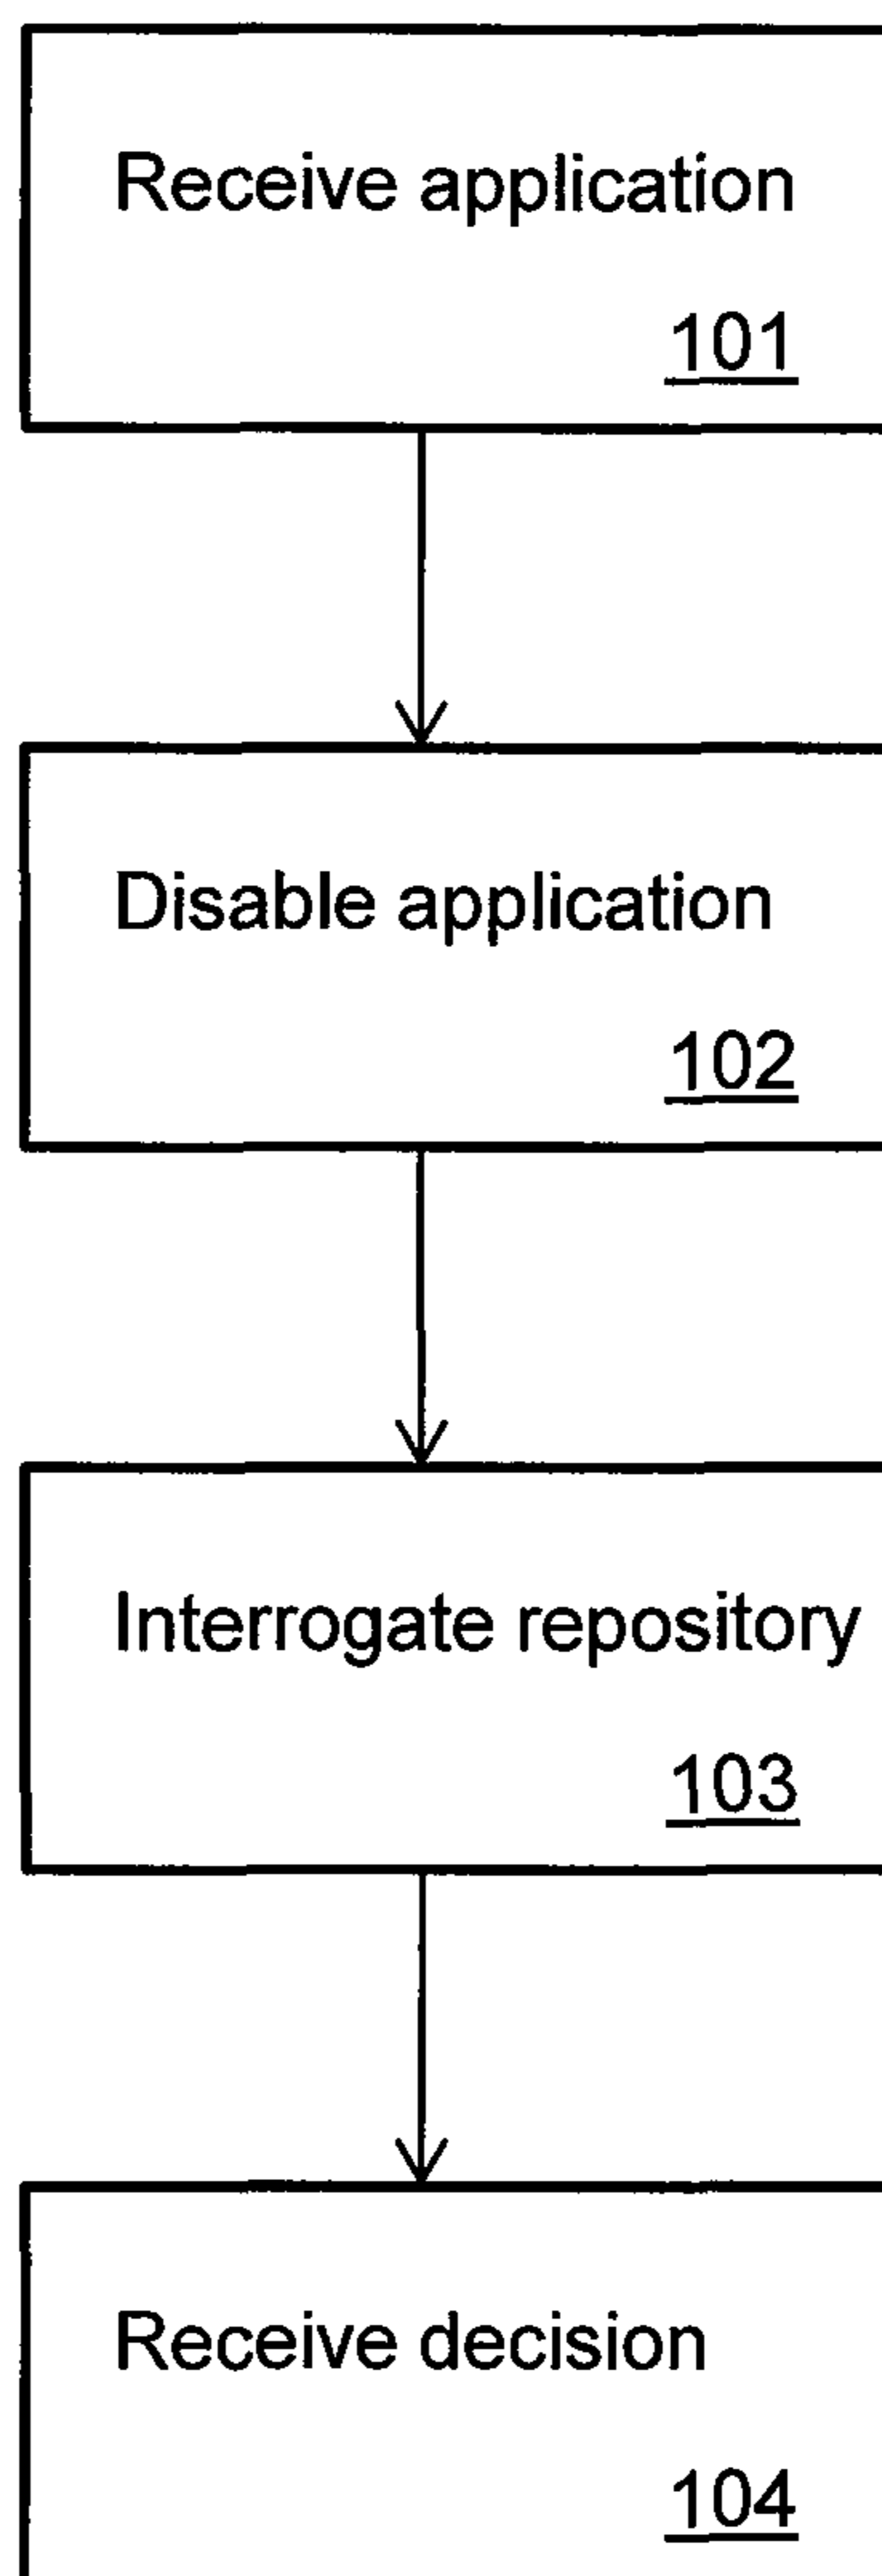 Receive application
101
Disable application
102
Interrogate repository
103
Receive decision
104